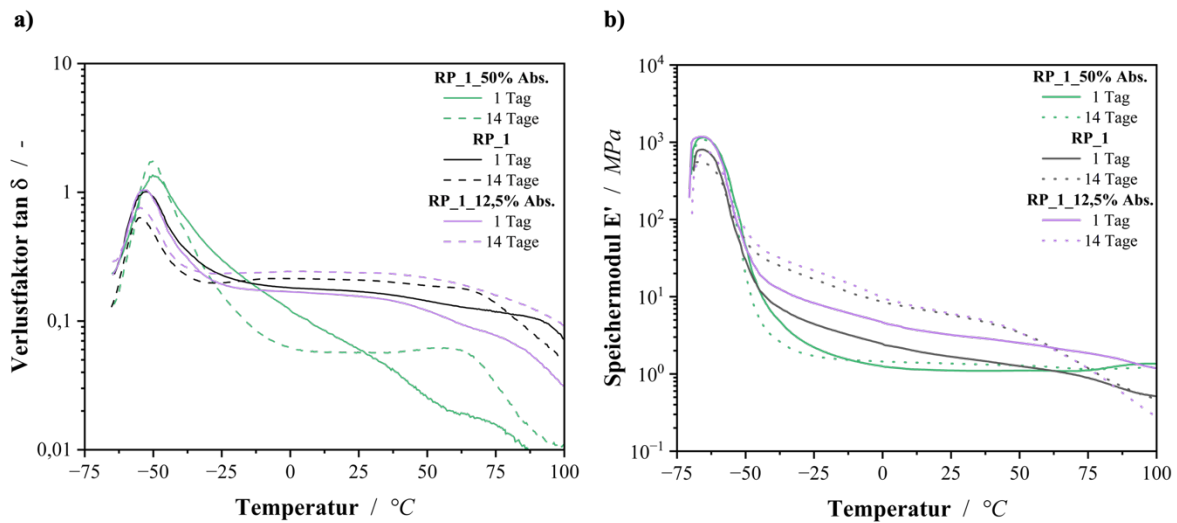 a)
Verlustfaktor tan δ / -
10
1
0,1
0,01
−75
−50
−25
0
25
50
75
100
Temperatur / °C
RP_1_50% Abs.
1 Tag
14 Tage
RP_1
1 Tag
14 Tage
RP_1_12,5% Abs.
1 Tag
14 Tage
b)
Speichermodul E' / MPa
10⁴
10³
10²
10¹
10⁰
10⁻¹
−75
−50
−25
0
25
50
75
100
Temperatur / °C
RP_1_50% Abs.
1 Tag
14 Tage
RP_1
1 Tag
14 Tage
RP_1_12,5% Abs.
1 Tag
14 Tage